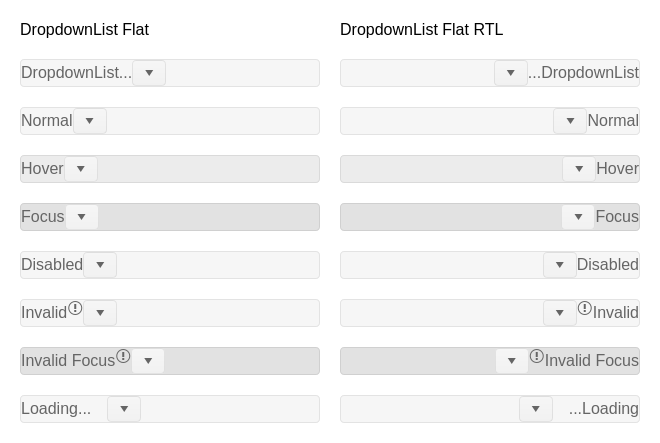 DropdownList Flat
DropdownList...
Normal
Hover
Focus
Disabled
Invalid
Invalid Focus
Loading...
DropdownList Flat RTL
...DropdownList
Normal
Hover
Focus
Disabled
Invalid
Invalid Focus
...Loading